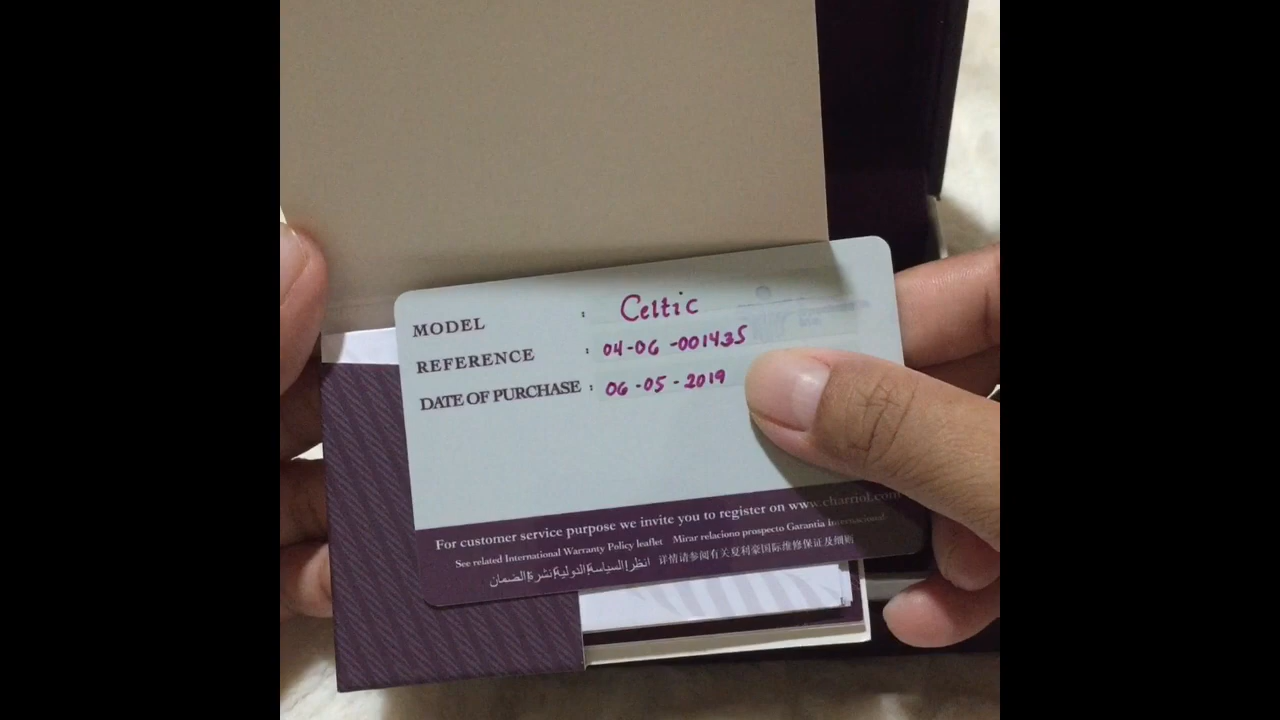 MODEL : Celtic
REFERENCE : 04-06 -001435
DATE OF PURCHASE : 06-05-2019
For customer service purpose we invite you to register on www.charriol.com
See related International Warranty Policy leaflet Mirar relaciono prospecto Garantia Internacional
انظر السياسة الدولية نشرة الضمان 详情请参阅有关夏利豪国际维修保证及细则